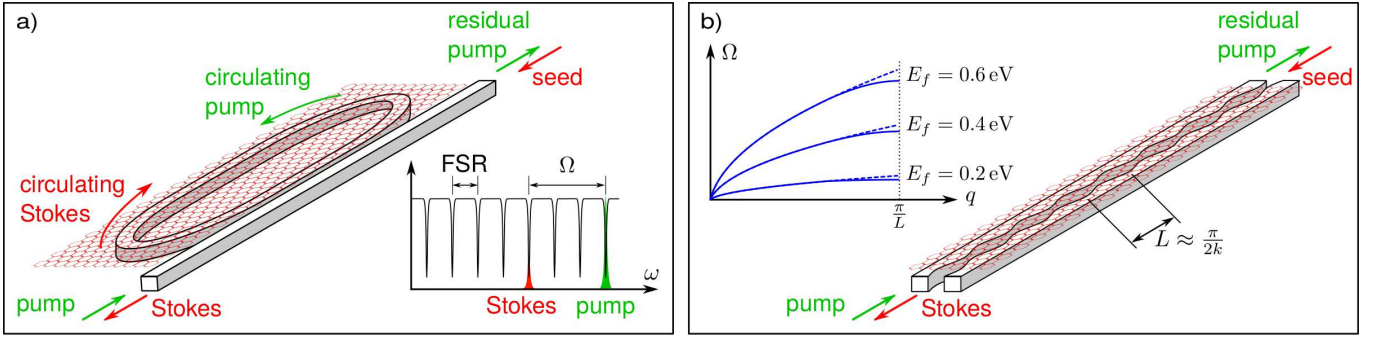 a)
residual
pump
seed
circulating
pump
circulating
Stokes
FSR
Ω
ω
Stokes
pump
pump
Stokes
b)
Ω
E_f = 0.6 eV
E_f = 0.4 eV
E_f = 0.2 eV
q
π/L
residual
pump
seed
L ≈ π/2k
pump
Stokes